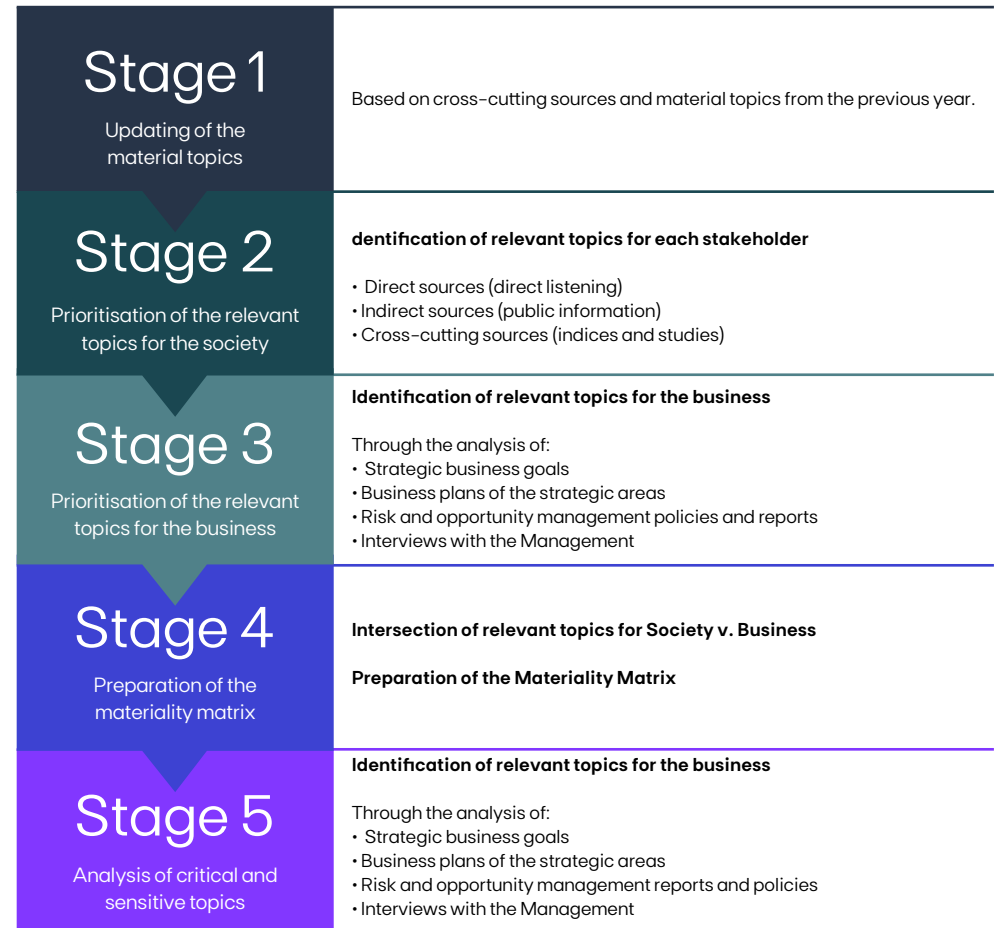 Stage 1
Updating of the
material topics
Based on cross-cutting sources and material topics from the previous year.
Stage 2
Prioritisation of the relevant
topics for the society
dentification of relevant topics for each stakeholder
• Direct sources (direct listening)
• Indirect sources (public information)
• Cross-cutting sources (indices and studies)
Stage 3
Prioritisation of the relevant
topics for the business
Identification of relevant topics for the business
Through the analysis of:
• Strategic business goals
• Business plans of the strategic areas
• Risk and opportunity management policies and reports
• Interviews with the Management
Stage 4
Preparation of the
materiality matrix
Intersection of relevant topics for Society v. Business
Preparation of the Materiality Matrix
Stage 5
Analysis of critical and
sensitive topics
Identification of relevant topics for the business
Through the analysis of:
• Strategic business goals
• Business plans of the strategic areas
• Risk and opportunity management reports and policies
• Interviews with the Management